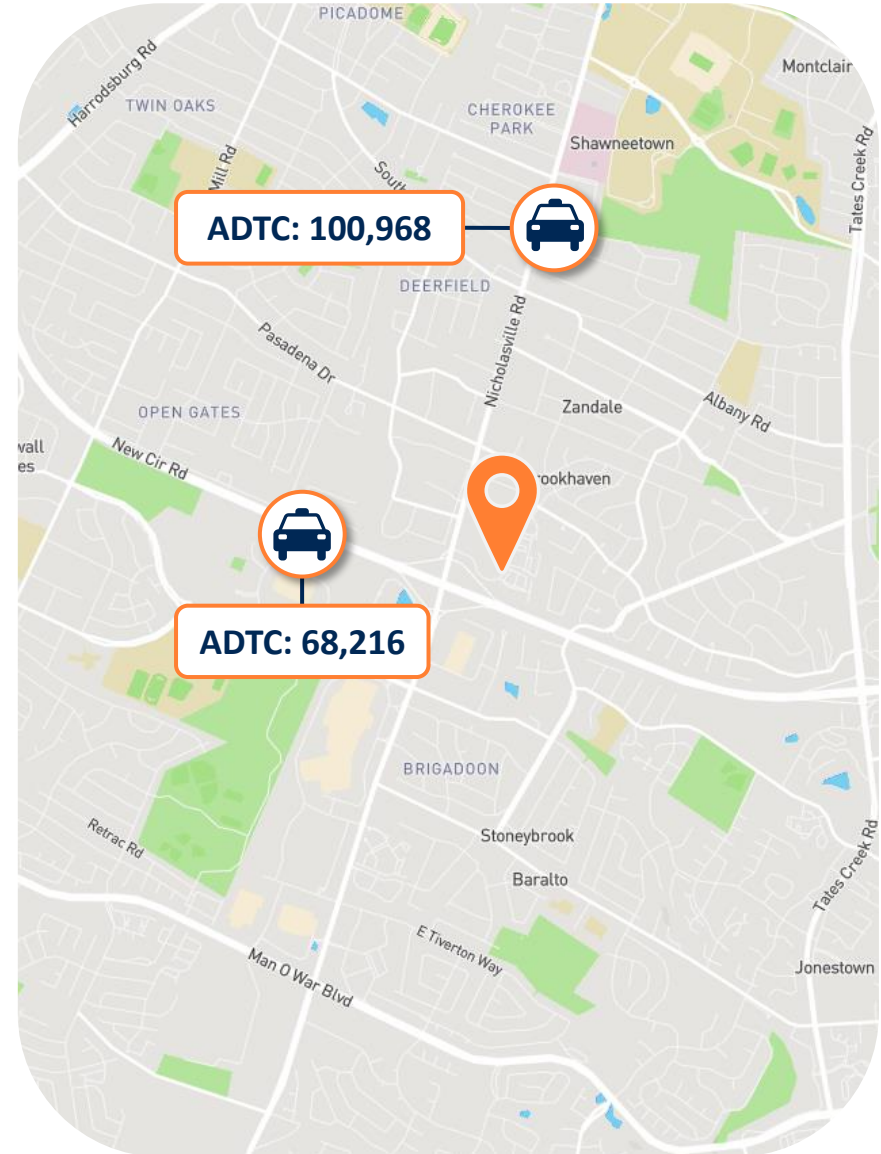 PICADOME
Harrodsburg Rd
Montclair
TWIN OAKS
CHEROKEE
PARK
Shawneetown
Mill Rd
Tates Creek Rd
ADTC: 100,968
DEERFIELD
Nicholasville Rd
Pasadena Dr
Zandale
Albany Rd
OPEN GATES
New Cir Rd
ADTC: 68,216
BRIGADOON
Stoneybrook
Retrac Rd
Baralto
Tates Creek Rd
E Tiverton Way
Man O War Blvd
Jonestown